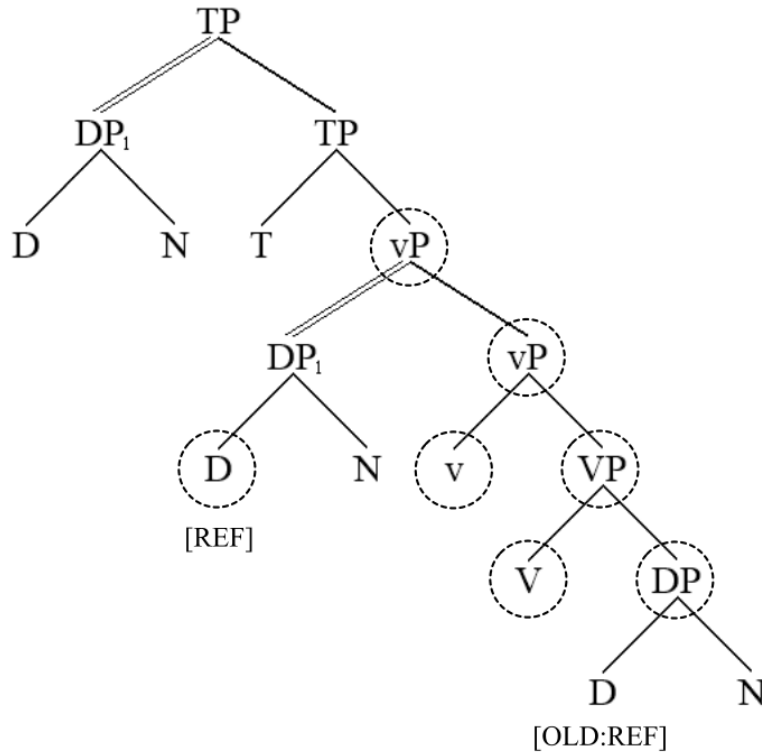 TP
DP₁ TP
D N T vP
DP₁ vP
D N v VP
[REF] V DP
D N
[OLD:REF]